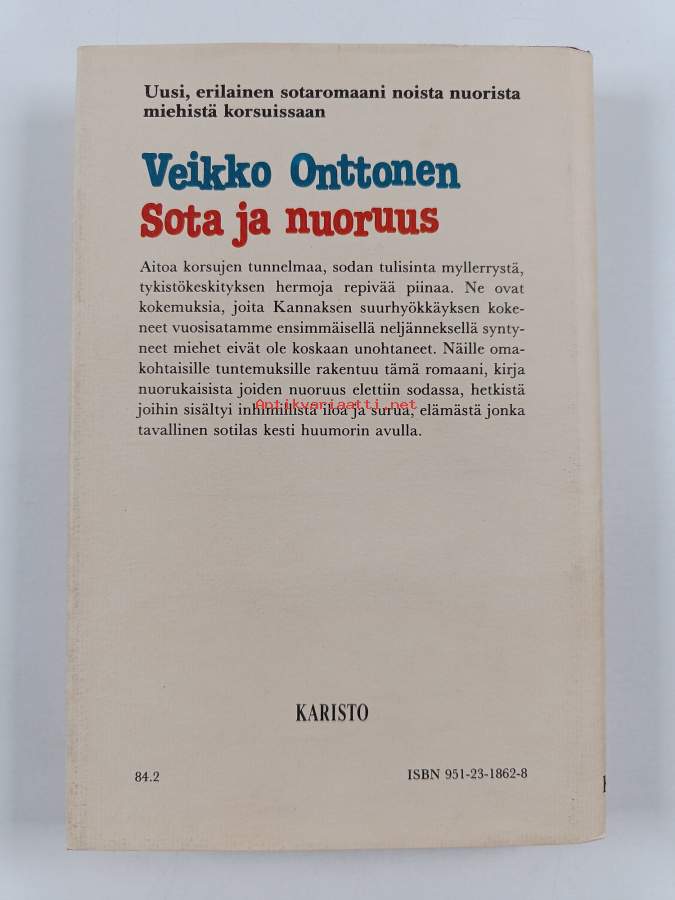 Uusi, erilainen sotaromaani noista nuorista
miehistä korsuissaan
Veikko Onttonen
Sota ja nuoruus
Aitoa korsujen tunnelmaa, sodan tulisinta myllerrystä,
tykistökeskityksen hermoja repivää piinaa. Ne ovat
kokemuksia, joita Kannaksen suurhyökkäyksen koke-
neet vuosisatamme ensimmäisellä neljänneksellä synty-
neet miehet eivät ole koskaan unohtaneet. Näille oma-
kohtaisille tuntemuksille rakentuu tämä romaani, kirja
nuorukaisista joiden nuoruus elettiin sodassa, hetkistä
joihin sisältyi inhimillistä iloa ja surua, elämästä jonka
Antikvariaatti.net
tavallinen sotilas kesti huumorin avulla.
KARISTO
84.2
ISBN 951-23-1862-8